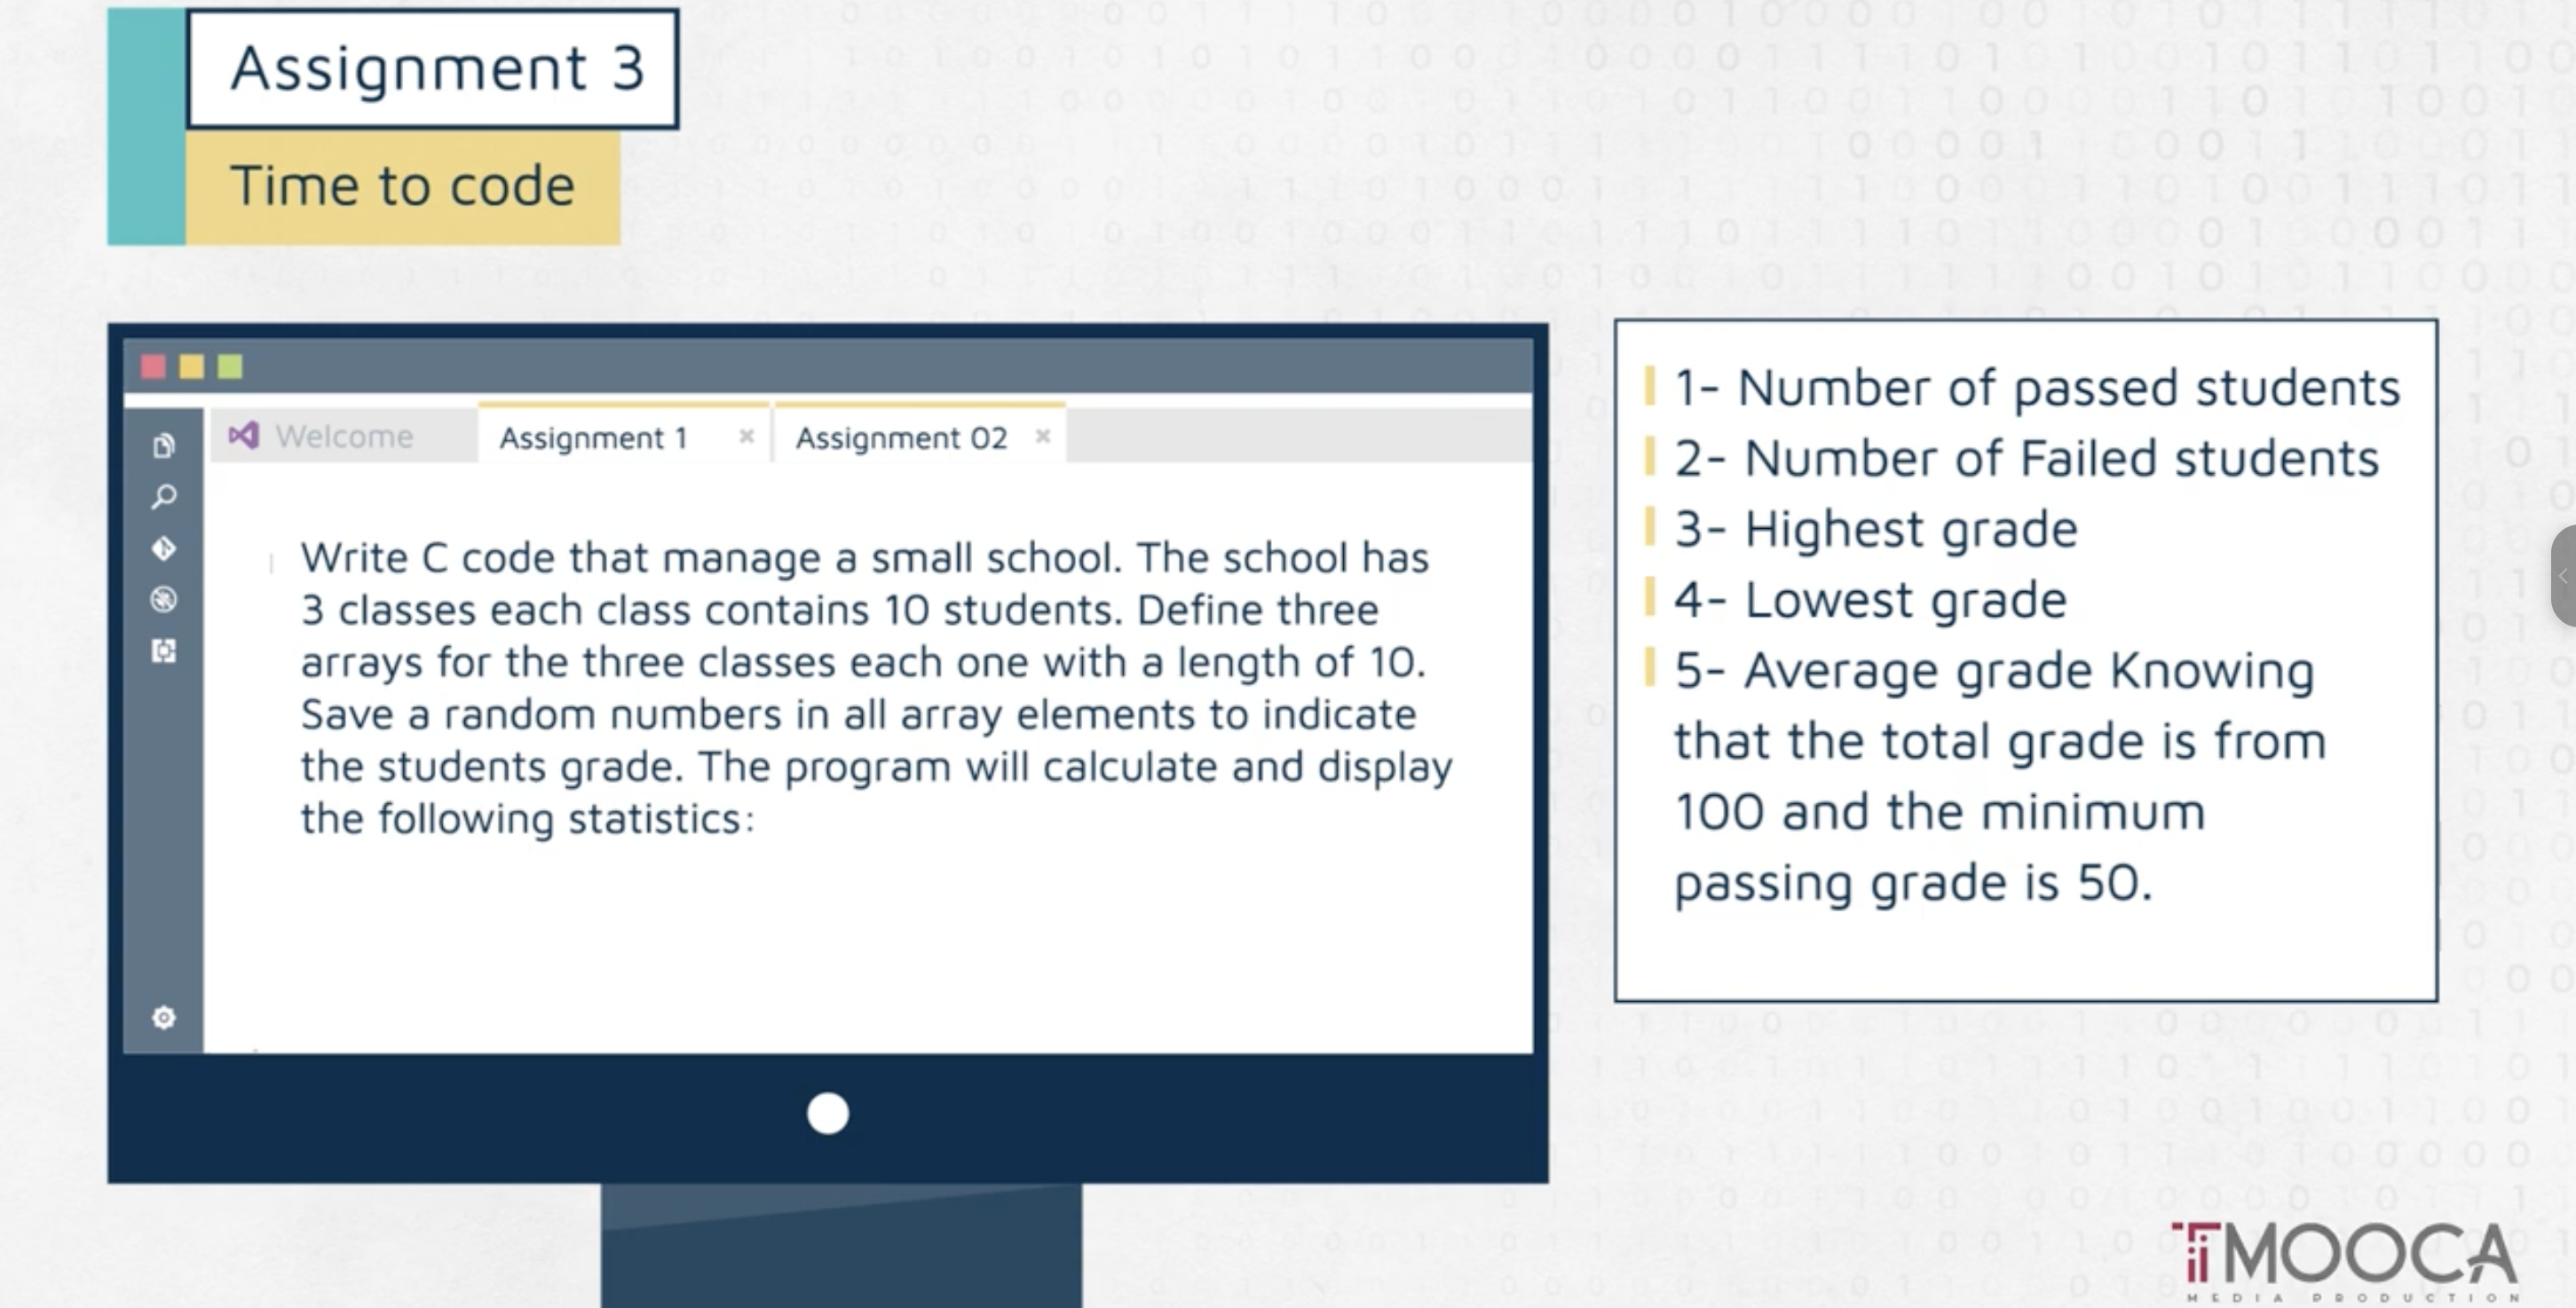 Assignment 3
Time to code
Welcome
Assignment 1
Assignment 02
Write C code that manage a small school. The school has
3 classes each class contains 10 students. Define three
arrays for the three classes each one with a length of 10.
Save a random numbers in all array elements to indicate
the students grade. The program will calculate and display
the following statistics:
1- Number of passed students
2- Number of Failed students
3- Highest grade
4- Lowest grade
5- Average grade Knowing
that the total grade is from
100 and the minimum
passing grade is 50.
MOOCA
MEDIA PRODUCTION